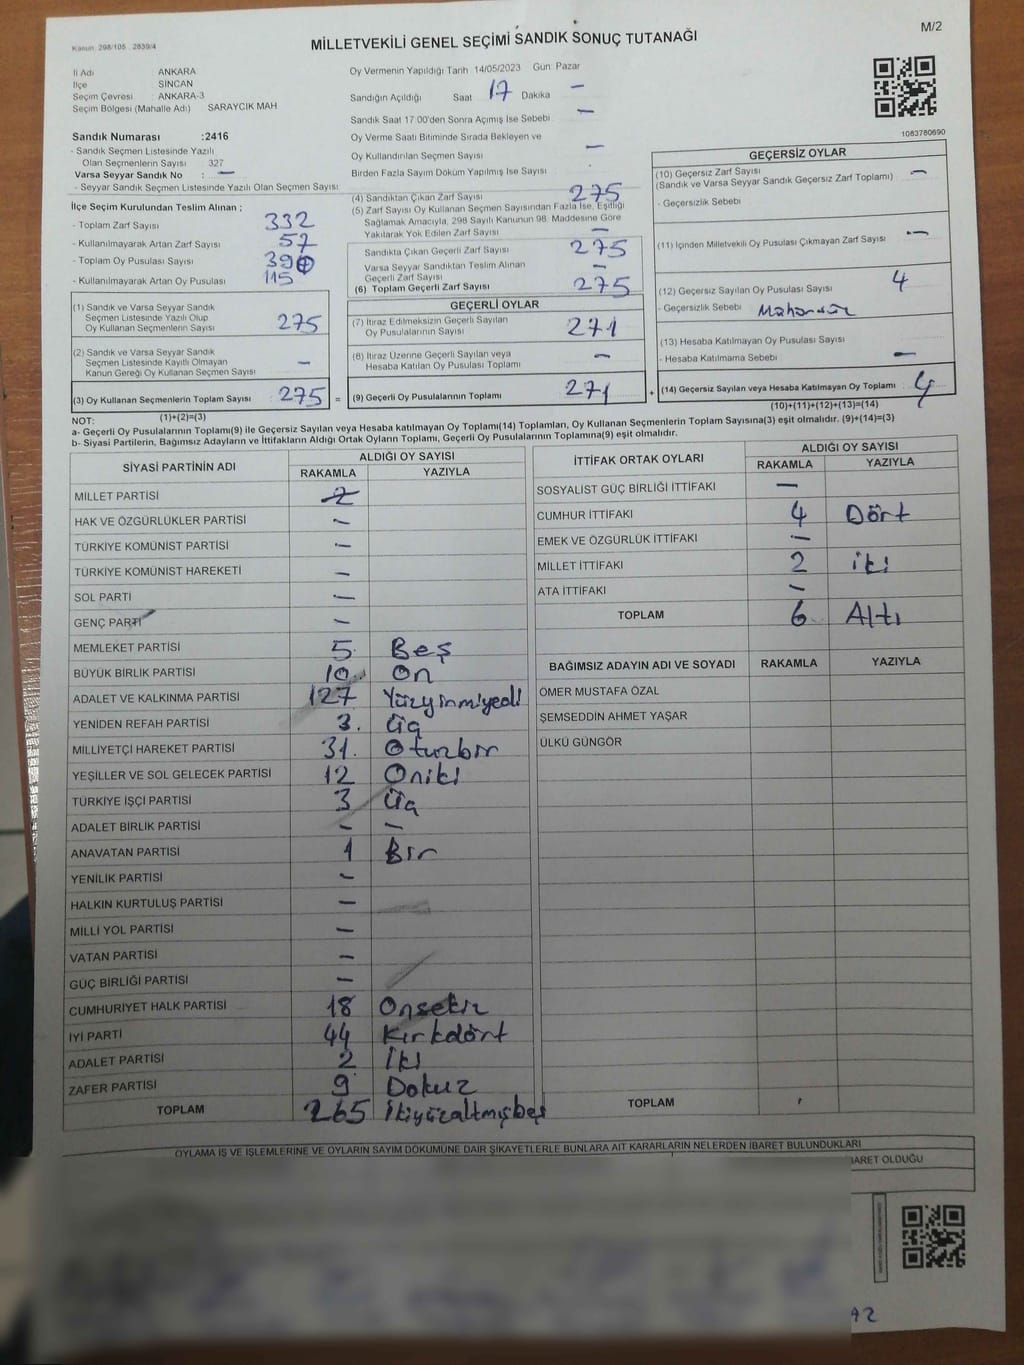 Kanun 298/105 2839/4
M/2
MİLLETVEKİLİ GENEL SEÇİMİ SANDIK SONUÇ TUTANAĞI
İl Adı ANKARA
İlçe SİNCAN
Seçim Çevresi ANKARA-3
Seçim Bölgesi (Mahalle Adı) SARAYCIK MAH
Sandık Numarası :2416
- Sandık Seçmen Listesinde Yazılı
Olan Seçmenlerin Sayısı : 327
Varsa Seyyar Sandık No : —
- Seyyar Sandık Seçmen Listesinde Yazılı Olan Seçmen Sayısı
İlçe Seçim Kurulundan Teslim Alınan ;
- Toplam Zarf Sayısı 332
- Kullanılmayarak Artan Zarf Sayısı 57
- Toplam Oy Pusulası Sayısı
- Kullanılmayarak Artan Oy Pusulası 115
(1) Sandık ve Varsa Seyyar Sandık
Seçmen Listesinde Yazılı Olup
Oy Kullanan Seçmenlerin Sayısı 275
(2) Sandık ve Varsa Seyyar Sandık
Seçmen Listesinde Kayıtlı Olmayan
Kanun Gereği Oy Kullanan Seçmen Sayısı —
(3) Oy Kullanan Seçmenlerin Toplam Sayısı 275 =
Oy Vermenin Yapıldığı Tarih 14/05/2023 Gün Pazar
Sandığın Açıldığı Saat 17 Dakika —
Sandık Saat 17 00'den Sonra Açımış İse Sebebi —
Oy Verme Saati Bitiminde Sırada Bekleyen ve
Oy Kullandırılan Seçmen Sayısı —
Birden Fazla Sayım Döküm Yapılmış İse Sayısı
(4) Sandıktan Çıkan Zarf Sayısı 275
(5) Zarf Sayısı Oy Kullanan Seçmen Sayısından Fazla İse, Eşitliği
Sağlamak Amacıyla, 298 Sayılı Kanunun 98. Maddesine Göre
Yakılarak Yok Edilen Zarf Sayısı —
Sandıkta Çıkan Geçerli Zarf Sayısı 275
Varsa Seyyar Sandıktan Teslim Alınan
Geçerli Zarf Sayısı —
(6) Toplam Geçerli Zarf Sayısı 275
GEÇERLİ OYLAR
(7) İtiraz Edilmeksizin Geçerli Sayılan
Oy Pusulalarının Sayısı 271
(8) İtiraz Üzerine Geçerli Sayılan veya
Hesaba Katılan Oy Pusulası Toplamı —
(9) Geçerli Oy Pusulalarının Toplamı 271 +
1083780690
GEÇERSİZ OYLAR
(10) Geçersiz Zarf Sayısı
(Sandık ve Varsa Seyyar Sandık Geçersiz Zarf Toplamı) —
- Geçersizlik Sebebi
(11) İçinden Milletvekili Oy Pusulası Çıkmayan Zarf Sayısı —
(12) Geçersiz Sayılan Oy Pusulası Sayısı 4
- Geçersizlik Sebebi
(13) Hesaba Katılmayan Oy Pusulası Sayısı
- Hesaba Katılmama Sebebi —
(14) Geçersiz Sayılan veya Hesaba Katılmayan Oy Toplamı 4
(10)+(11)+(12)+(13)=(14)
NOT: (1)+(2)=(3)
a- Geçerli Oy Pusulalarının Toplamı(9) ile Geçersiz Sayılan veya Hesaba katılmayan Oy Toplamı(14) Toplamları, Oy Kullanan Seçmenlerin Toplam Sayısına(3) eşit olmalıdır. (9)+(14)=(3)
b- Siyasi Partilerin, Bağımsız Adayların ve İttifakların Aldığı Ortak Oyların Toplamı, Geçerli Oy Pusulalarının Toplamına(9) eşit olmalıdır.
SİYASİ PARTİNİN ADI ALDIĞI OY SAYISI
RAKAMLA YAZIYLA
MİLLET PARTİSİ 2
HAK VE ÖZGÜRLÜKLER PARTİSİ —
TÜRKİYE KOMÜNİST PARTİSİ —
TÜRKİYE KOMÜNİST HAREKETİ —
SOL PARTİ —
GENÇ PARTİ —
MEMLEKET PARTİSİ 5 Beş
BÜYÜK BİRLİK PARTİSİ 10 On
ADALET VE KALKINMA PARTİSİ 127 Yüzyirmiyedi
YENİDEN REFAH PARTİSİ 3. Üç
MİLLİYETÇİ HAREKET PARTİSİ 31. Otuzbir
YEŞİLLER VE SOL GELECEK PARTİSİ 12 Oniki
TÜRKİYE İŞÇİ PARTİSİ 3 Üç
ADALET BİRLİK PARTİSİ — —
ANAVATAN PARTİSİ 1 Bir
YENİLİK PARTİSİ —
HALKIN KURTULUŞ PARTİSİ —
MİLLİ YOL PARTİSİ —
VATAN PARTİSİ —
GÜÇ BİRLİĞİ PARTİSİ —
CUMHURİYET HALK PARTİSİ 18 Onsekiz
İYİ PARTİ 44 Kırkdört
ADALET PARTİSİ 2 İki
ZAFER PARTİSİ 9 Dokuz
TOPLAM 265 İkiyüzaltmışbeş
İTTİFAK ORTAK OYLARI ALDIĞI OY SAYISI
RAKAMLA YAZIYLA
SOSYALİST GÜÇ BİRLİĞİ İTTİFAKI —
CUMHUR İTTİFAKI 4 Dört
EMEK VE ÖZGÜRLÜK İTTİFAKI —
MİLLET İTTİFAKI 2 iki
ATA İTTİFAKI —
TOPLAM 6 Altı
BAĞIMSIZ ADAYIN ADI VE SOYADI RAKAMLA YAZIYLA
ÖMER MUSTAFA ÖZAL
ŞEMSEDDİN AHMET YAŞAR
ÜLKÜ GÜNGÖR
TOPLAM
OYLAMA İŞ VE İŞLEMLERİNE VE OYLARIN SAYIM DÖKÜMÜNE DAİR ŞİKAYETLERLE BUNLARA AİT KARARLARIN NELERDEN İBARET BULUNDUKLARI
BARET OLDUĞU